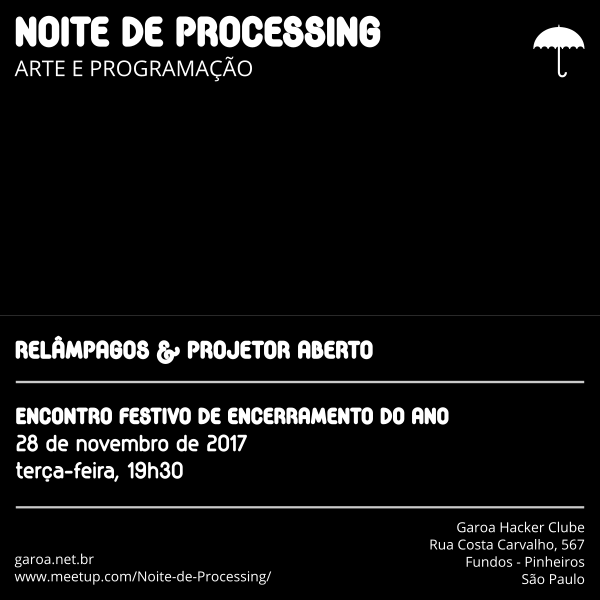 NOITE DE PROCESSING
ARTE E PROGRAMAÇÃO
RELÂMPAGOS & PROJETOR ABERTO
ENCONTRO FESTIVO DE ENCERRAMENTO DO ANO
28 de novembro de 2017
terça-feira, 19h30
garoa.net.br
www.meetup.com/Noite-de-Processing/
Garoa Hacker Clube
Rua Costa Carvalho, 567
Fundos - Pinheiros
São Paulo